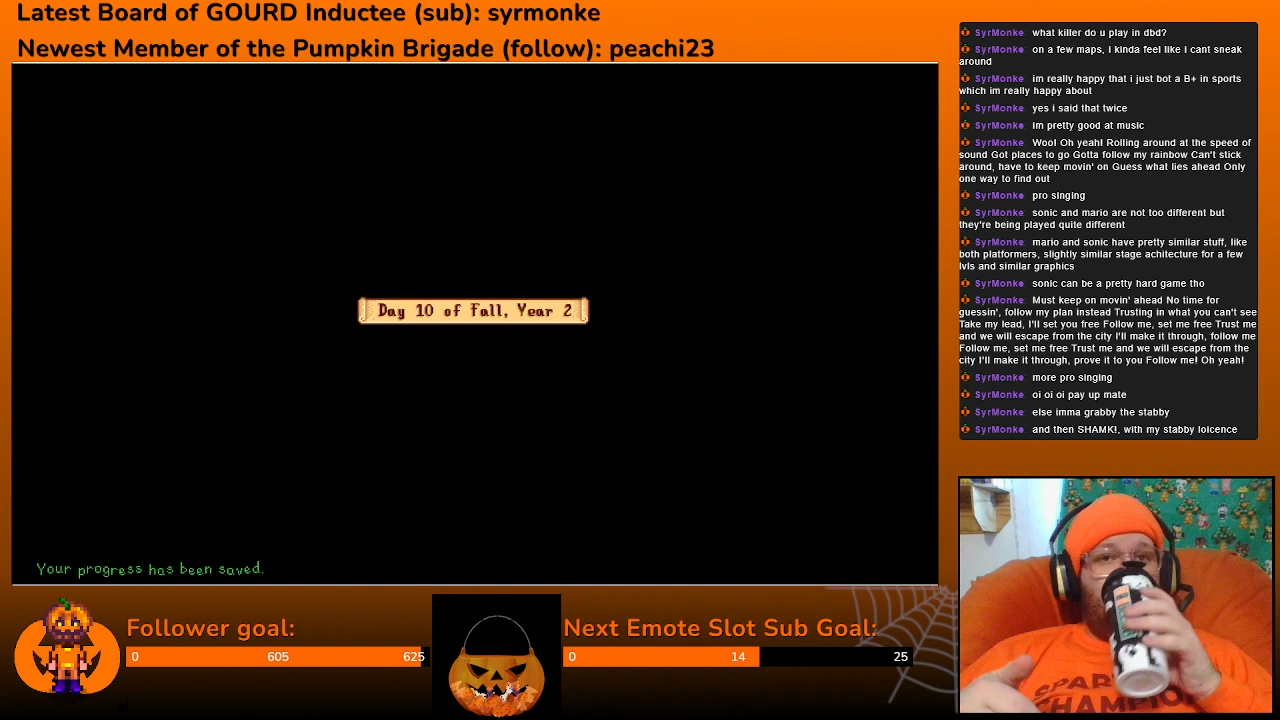 Latest Board of GOURD Inductee (sub): syrmonke
Newest Member of the Pumpkin Brigade (follow): peachi23
Day 10 of Fall, Year 2
Your progress has been saved.
SyrMonke what killer do u play in dbd?
SyrMonke on a few maps, I kinda feel like I cant sneak
around
SyrMonke im really happy that i just bot a B+ in sports
which im really happy about
SyrMonke yes i said that twice
SyrMonke Im pretty good at music
SyrMonke Woo! Oh yeah! Rolling around at the speed of
sound Got places to go Gotta follow my rainbow Can't stick
around, have to keep movin' on Guess what lies ahead Only
one way to find out
SyrMonke pro singing
SyrMonke sonic and mario are not too different but
they're being played quite different
SyrMonke mario and sonic have pretty similar stuff, like
both platformers, slightly similar stage achitecture for a few
lvls and similar graphics
SyrMonke sonic can be a pretty hard game tho
SyrMonke Must keep on movin' ahead No time for
guessin', follow my plan instead Trusting in what you can't see
Take my lead, I'll set you free Follow me, set me free Trust me
and we will escape from the city I'll make it through, follow me
Follow me, set me free Trust me and we will escape from the
city I'll make it through, prove it to you Follow me! Oh yeah!
SyrMonke more pro singing
SyrMonke oi oi oi pay up mate
SyrMonke else imma grabby the stabby
SyrMonke and then SHAMK!, with my stabby loicence
Follower goal:
0 605 625
Next Emote Slot Sub Goal:
0 14 25